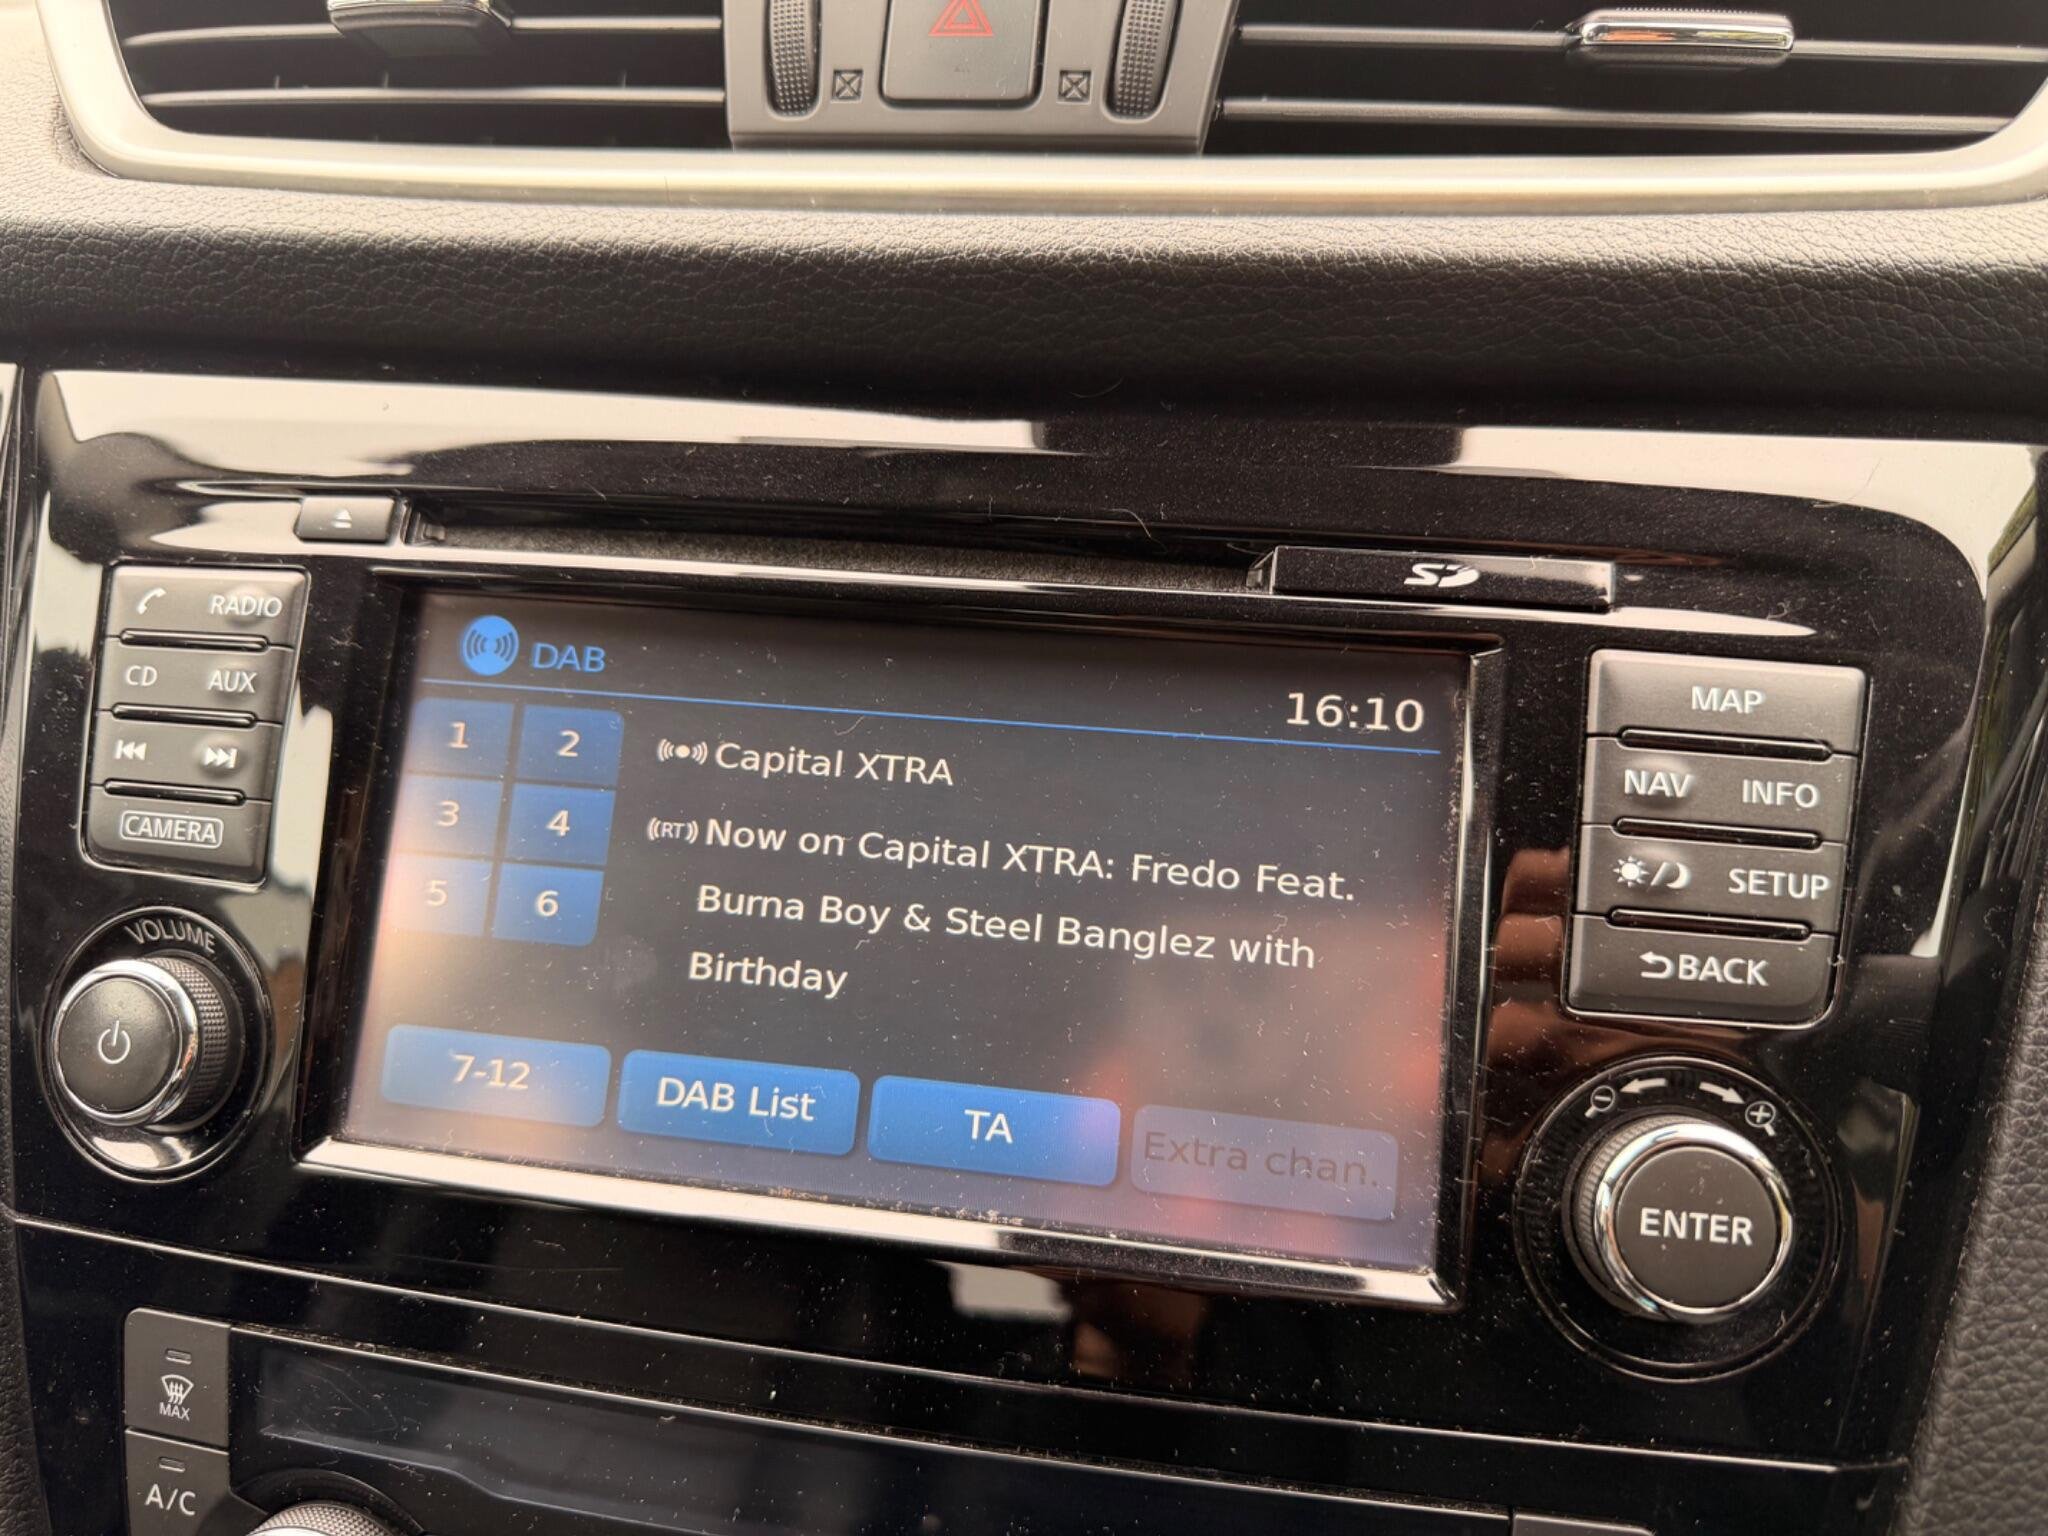 SD
RADIO
CD AUX
CAMERA
VOLUME
DAB
16:10
1 2
3 4
5 6
Capital XTRA
RT Now on Capital XTRA: Fredo Feat.
Burna Boy & Steel Banglez with
Birthday
7-12
DAB List
TA
Extra chan.
MAP
NAV INFO
SETUP
BACK
ENTER
MAX
A/C